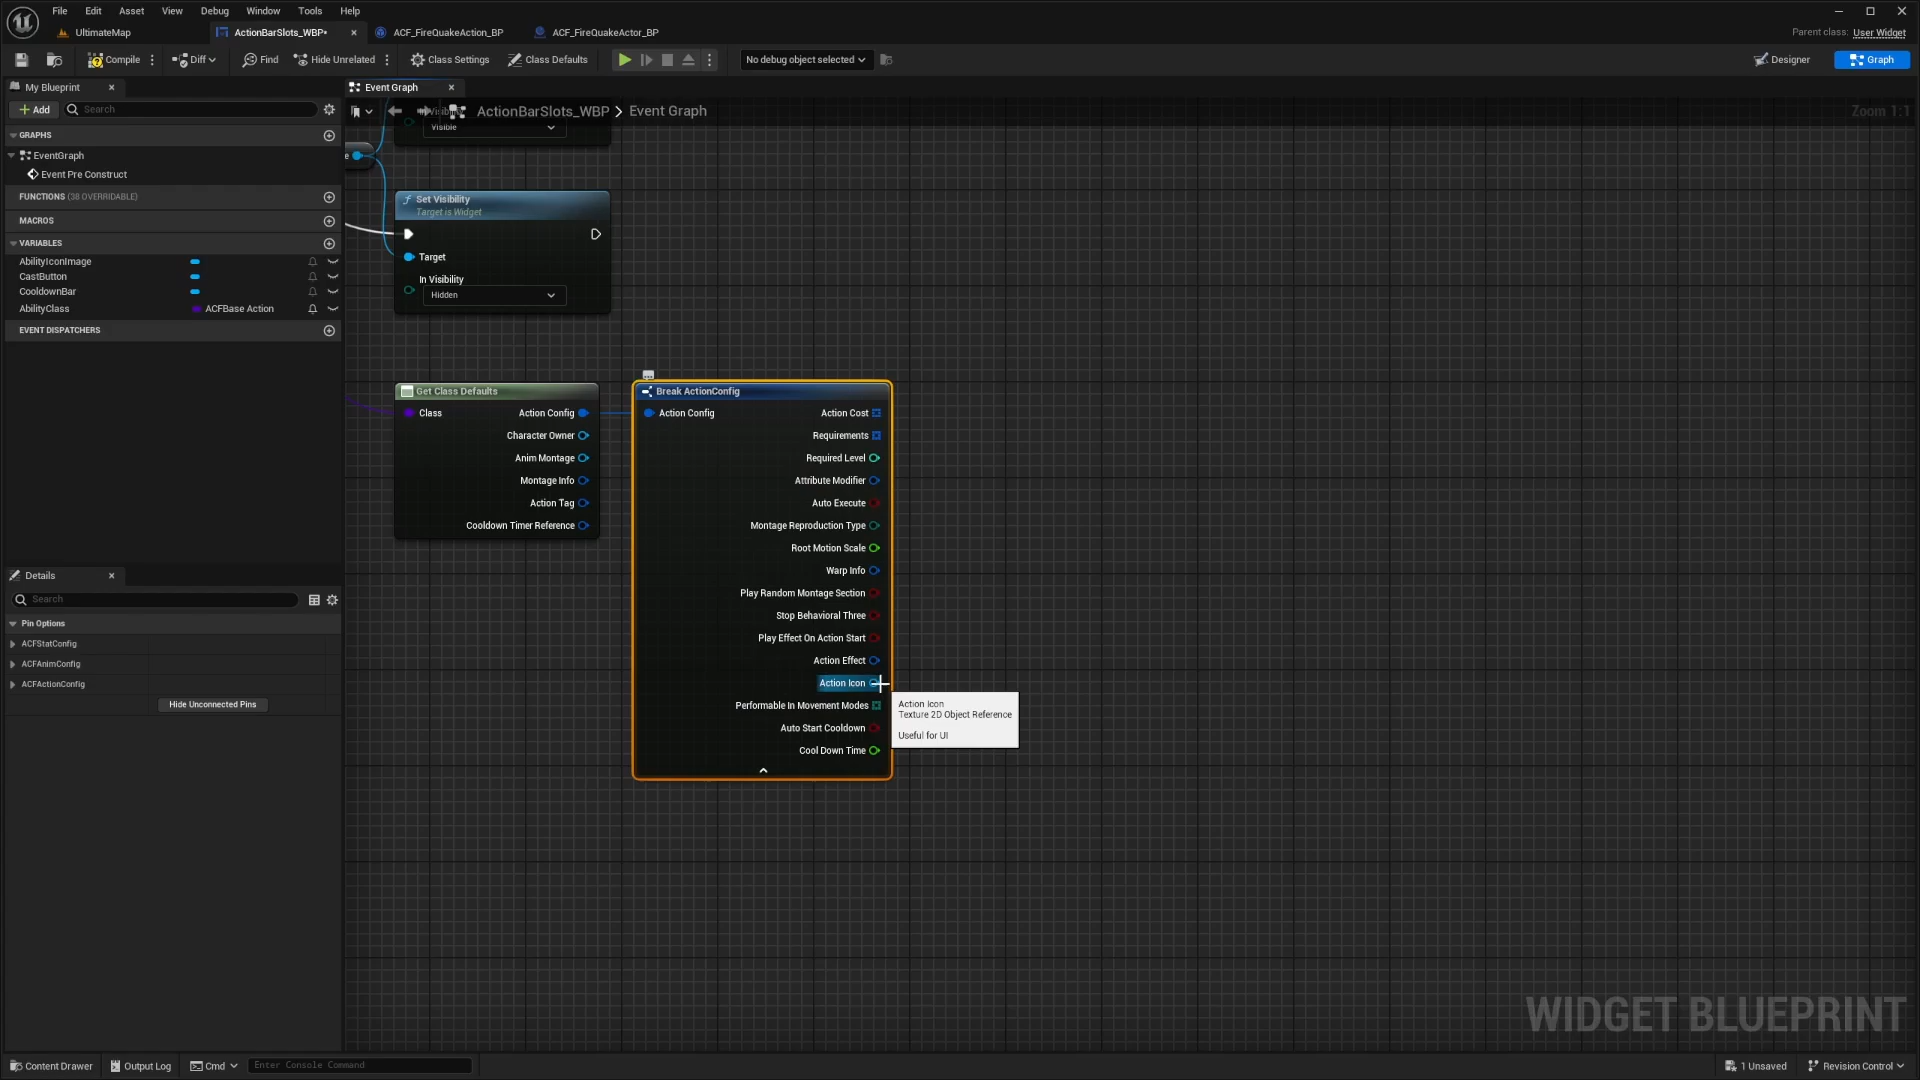 File Edit Asset View Debug Window Tools Help
UltimateMap ActionBarSlots_WBP* ACF_FireQuakeAction_BP ACF_FireQuakeActor_BP Parent class: User Widget
Compile Diff Find Hide Unrelated Class Settings Class Defaults No debug object selected Designer Graph
My Blueprint Event Graph
Add Search ActionBarSlots_WBP > Event Graph Zoom 1:1
Visible
GRAPHS
EventGraph
Event Pre Construct
FUNCTIONS (38 OVERRIDABLE)
MACROS
VARIABLES
AbilityIconImage
CastButton
CooldownBar
AbilityClass ACFBase Action
EVENT DISPATCHERS
Set Visibility
Target is Widget
Target
In Visibility
Hidden
Get Class Defaults
Class Action Config
Character Owner
Anim Montage
Montage Info
Action Tag
Cooldown Timer Reference
Break ActionConfig
Action Config Action Cost
Requirements
Required Level
Attribute Modifier
Auto Execute
Montage Reproduction Type
Root Motion Scale
Warp Info
Play Random Montage Section
Stop Behavioral Three
Play Effect On Action Start
Action Effect
Action Icon
Performable In Movement Modes
Auto Start Cooldown
Cool Down Time
Action Icon
Texture 2D Object Reference
Useful for UI
Details
Search
Pin Options
ACFStatConfig
ACFAnimConfig
ACFActionConfig
Hide Unconnected Pins
WIDGET BLUEPRINT
Content Drawer Output Log Cmd Enter Console Command 1 Unsaved Revision Control